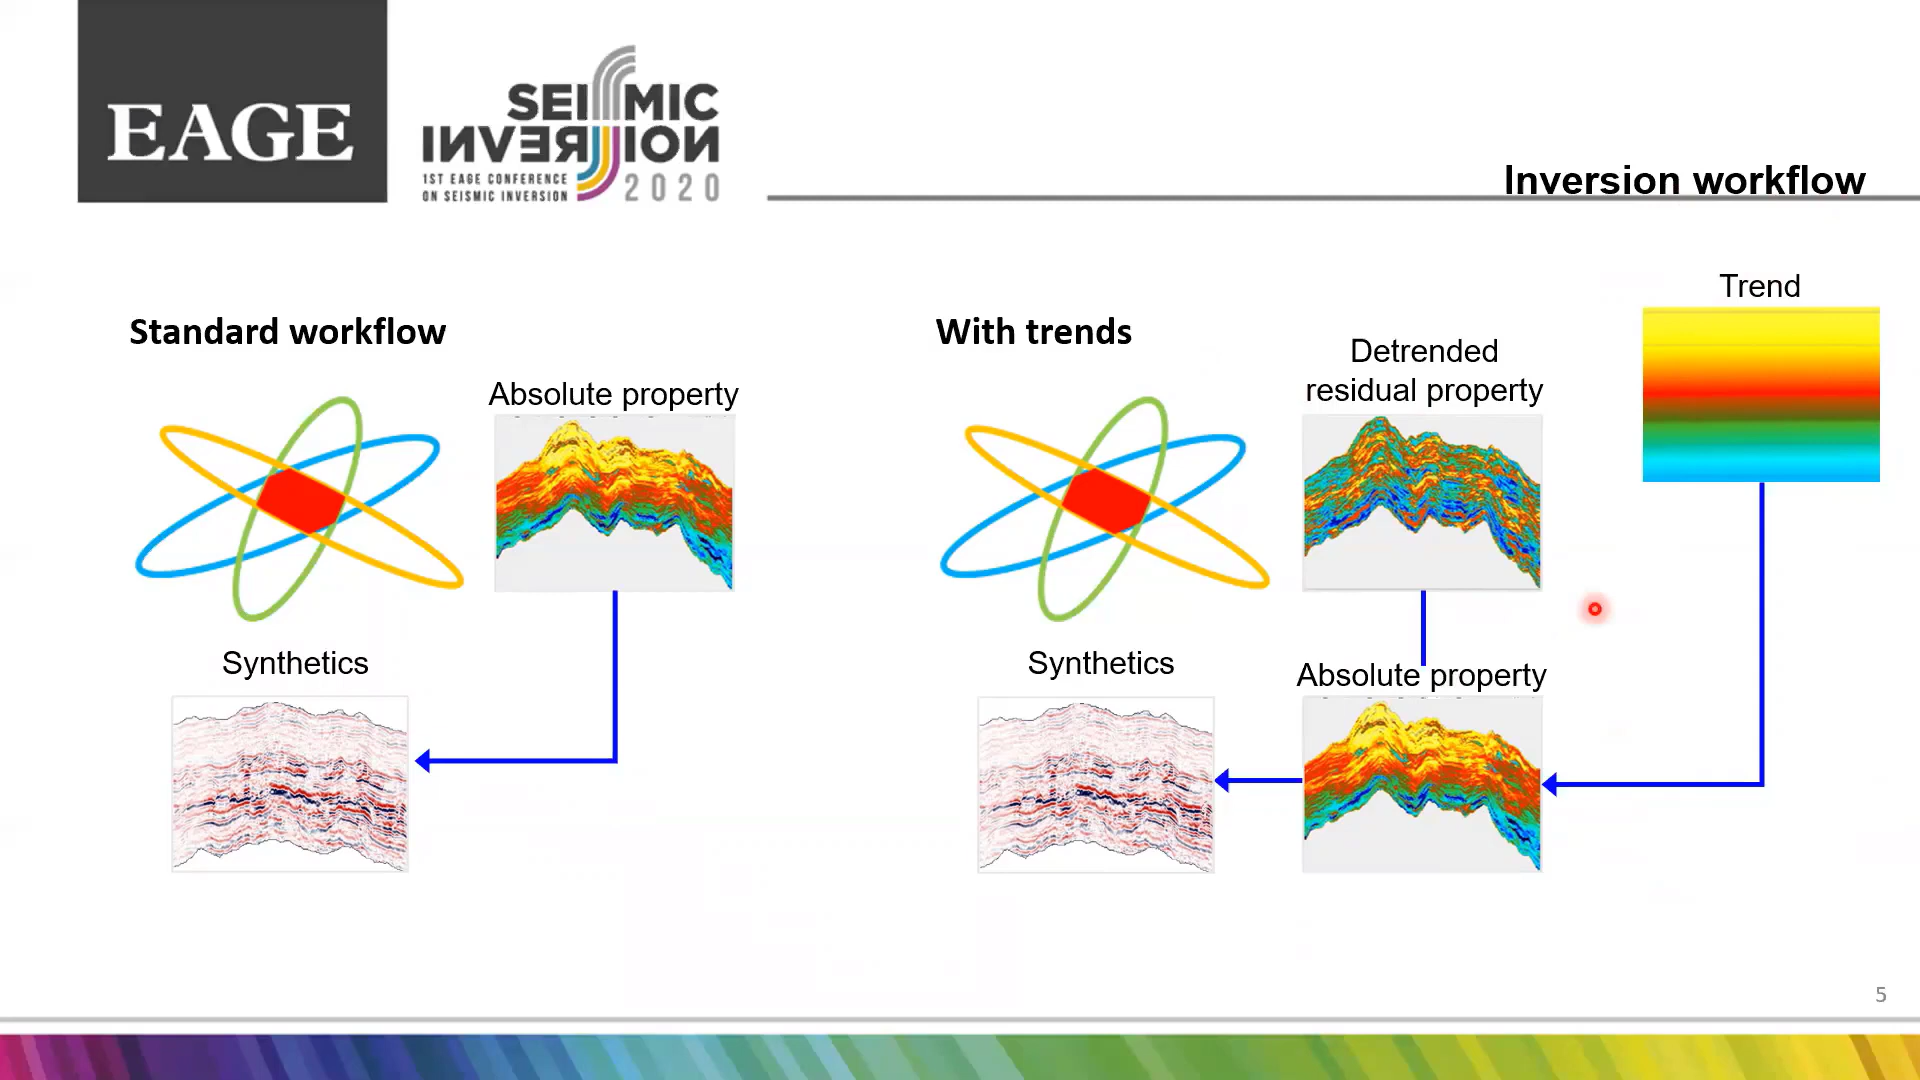 EAGE
SEISMIC
INVERSION
1ST EAGE CONFERENCE
ON SEISMIC INVERSION
2020
Inversion workflow
Standard workflow
Absolute property
Synthetics
With trends
Detrended
residual property
Trend
Synthetics
Absolute property
5